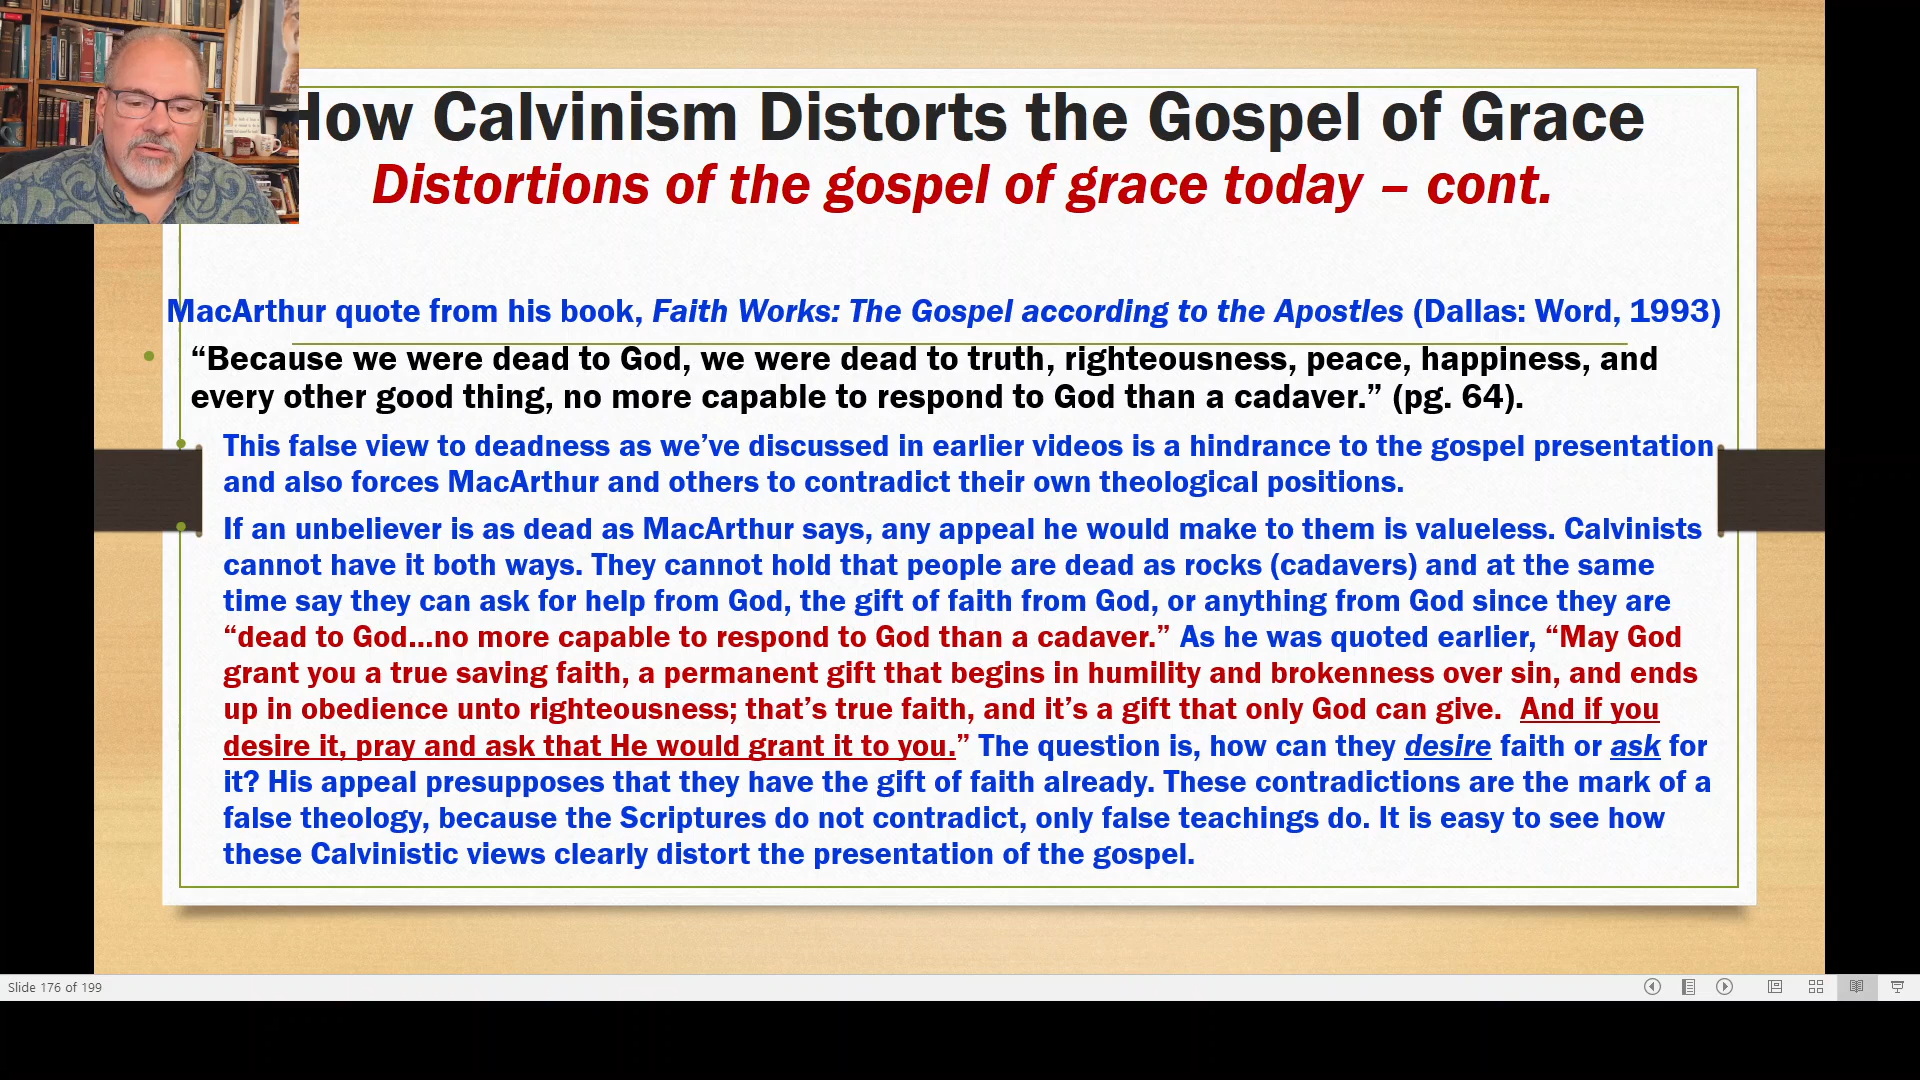 How Calvinism Distorts the Gospel of Grace
Distortions of the gospel of grace today – cont.
MacArthur quote from his book, Faith Works: The Gospel according to the Apostles (Dallas: Word, 1993)
“Because we were dead to God, we were dead to truth, righteousness, peace, happiness, and
every other good thing, no more capable to respond to God than a cadaver.” (pg. 64).
This false view to deadness as we’ve discussed in earlier videos is a hindrance to the gospel presentation
and also forces MacArthur and others to contradict their own theological positions.
If an unbeliever is as dead as MacArthur says, any appeal he would make to them is valueless. Calvinists
cannot have it both ways. They cannot hold that people are dead as rocks (cadavers) and at the same
time say they can ask for help from God, the gift of faith from God, or anything from God since they are
“dead to God...no more capable to respond to God than a cadaver.” As he was quoted earlier, “May God
grant you a true saving faith, a permanent gift that begins in humility and brokenness over sin, and ends
up in obedience unto righteousness; that’s true faith, and it’s a gift that only God can give. And if you
desire it, pray and ask that He would grant it to you.” The question is, how can they desire faith or ask for
it? His appeal presupposes that they have the gift of faith already. These contradictions are the mark of a
false theology, because the Scriptures do not contradict, only false teachings do. It is easy to see how
these Calvinistic views clearly distort the presentation of the gospel.
Slide 176 of 199